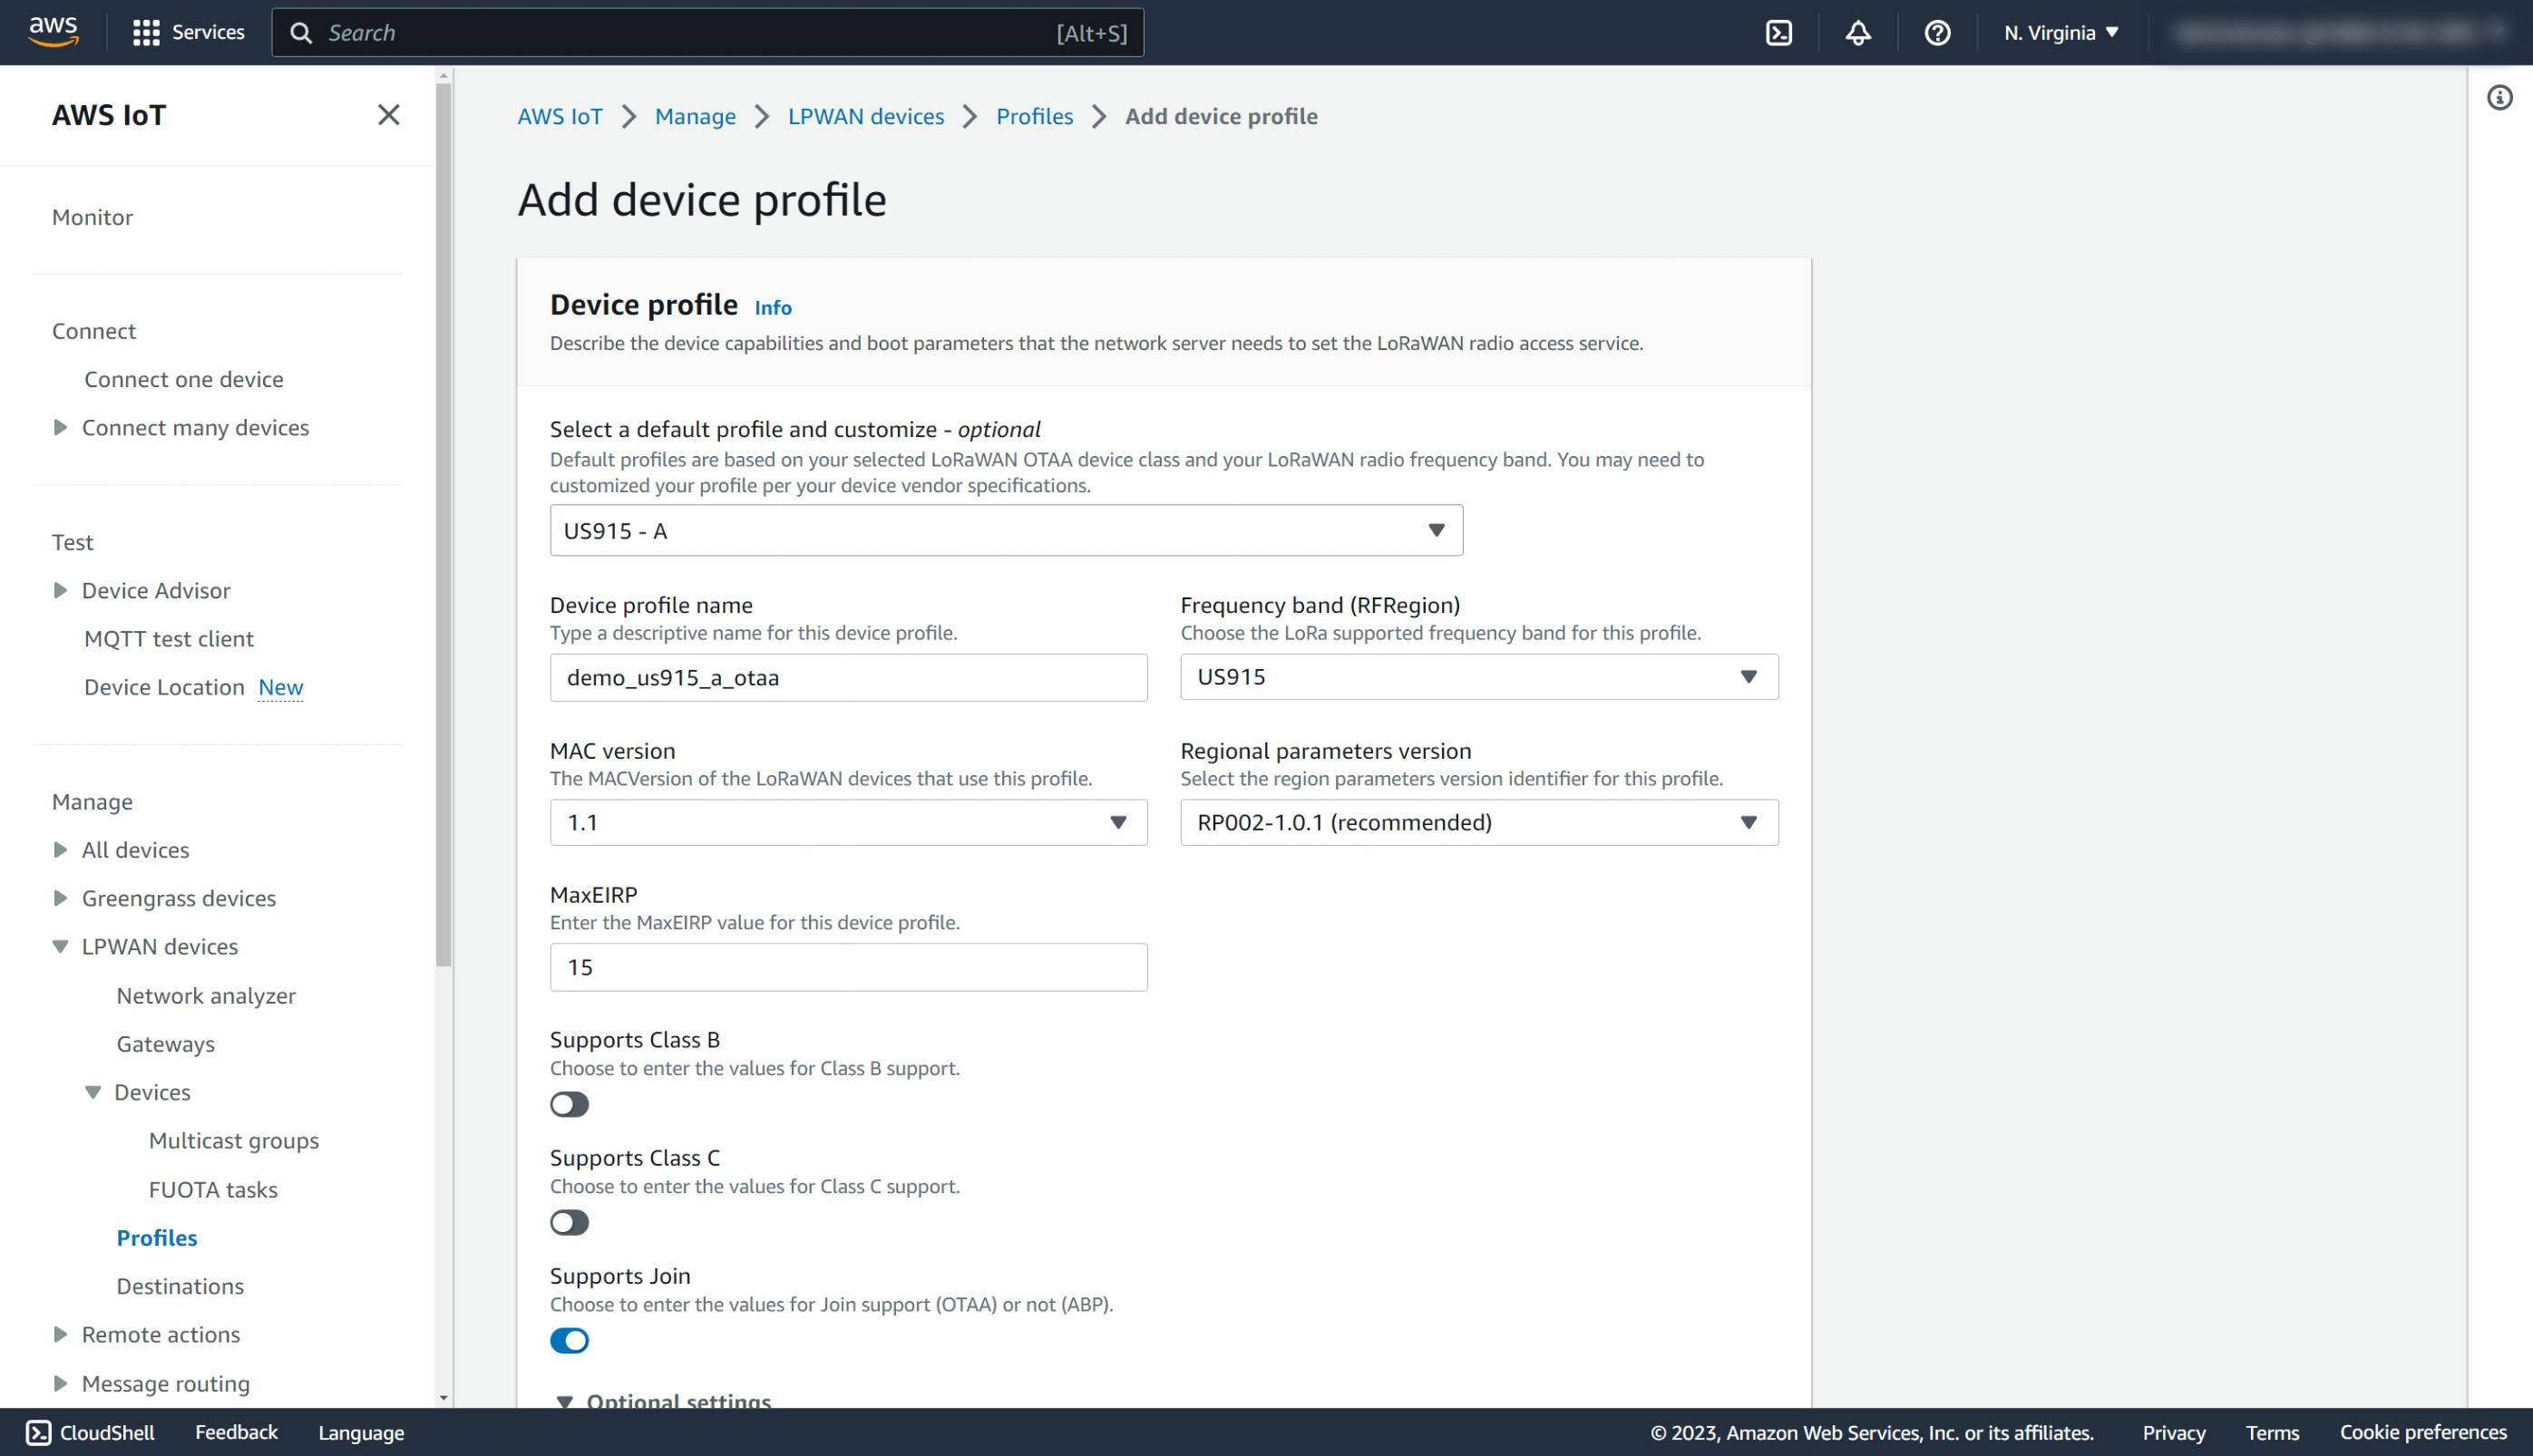 aws
Services
Search
[Alt+S]
N. Virginia
AWS IoT
Monitor
Connect
Connect one device
Connect many devices
Test
Device Advisor
MQTT test client
Device Location New
Manage
All devices
Greengrass devices
LPWAN devices
Network analyzer
Gateways
Devices
Multicast groups
FUOTA tasks
Profiles
Destinations
Remote actions
Message routing
AWS IoT Manage LPWAN devices Profiles Add device profile
Add device profile
Device profile Info
Describe the device capabilities and boot parameters that the network server needs to set the LoRaWAN radio access service.
Select a default profile and customize - optional
Default profiles are based on your selected LoRaWAN OTAA device class and your LoRaWAN radio frequency band. You may need to
customized your profile per your device vendor specifications.
US915 - A
Device profile name
Type a descriptive name for this device profile.
demo_us915_a_otaa
Frequency band (RFRegion)
Choose the LoRa supported frequency band for this profile.
US915
MAC version
The MACVersion of the LoRaWAN devices that use this profile.
1.1
Regional parameters version
Select the region parameters version identifier for this profile.
RP002-1.0.1 (recommended)
MaxEIRP
Enter the MaxEIRP value for this device profile.
15
Supports Class B
Choose to enter the values for Class B support.
Supports Class C
Choose to enter the values for Class C support.
Supports Join
Choose to enter the values for Join support (OTAA) or not (ABP).
Optional settings
CloudShell
Feedback
Language
© 2023, Amazon Web Services, Inc. or its affiliates.
Privacy
Terms
Cookie preferences